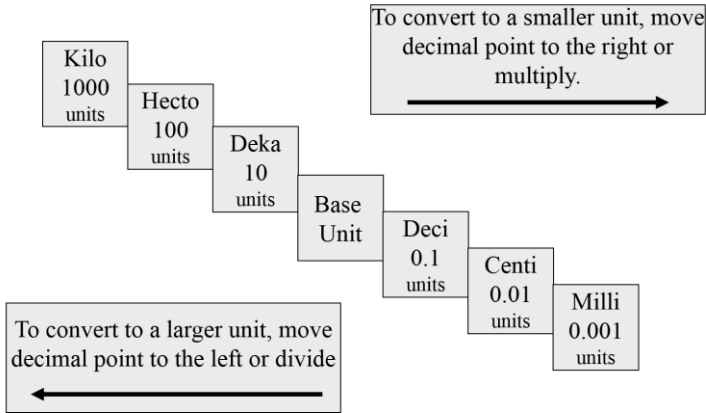 To convert to a smaller unit, move
decimal point to the right or
multiply.
Kilo
1000
units
Hecto
100
units
Deka
10
units
Base
Unit
Deci
0.1
units
Centi
0.01
units
Milli
0.001
units
To convert to a larger unit, move
decimal point to the left or divide